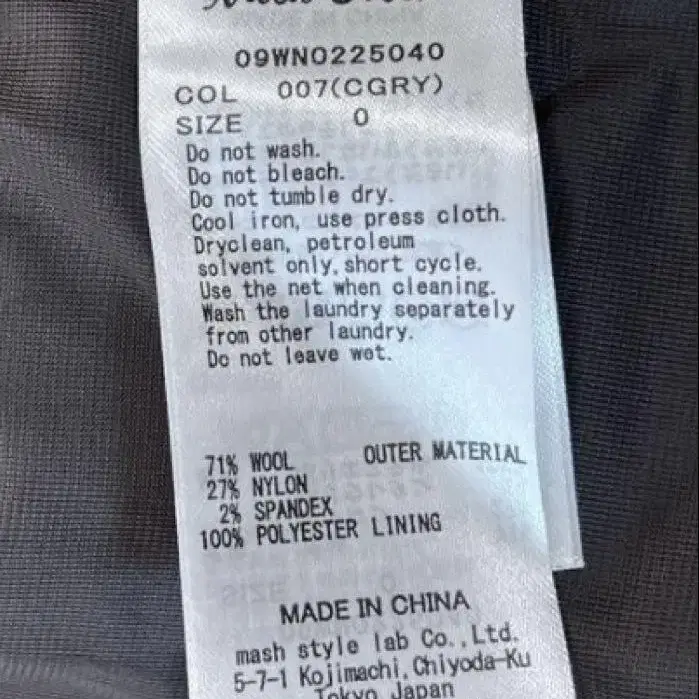 09WNO225040
COL 007(CGRY)
SIZE 0
Do not wash.
Do not bleach.
Do not tumble dry.
Cool iron, use press cloth.
Dryclean, petroleum
solvent only, short cycle.
Use the net when cleaning.
Wash the laundry separately
from other laundry.
Do not leave wet.
71% WOOL OUTER MATERIAL
27% NYLON
2% SPANDEX
100% POLYESTER LINING
MADE IN CHINA
mash style lab Co., Ltd.
5-7-1 Kojimachi, Chiyoda-Ku
Tokyo Japan